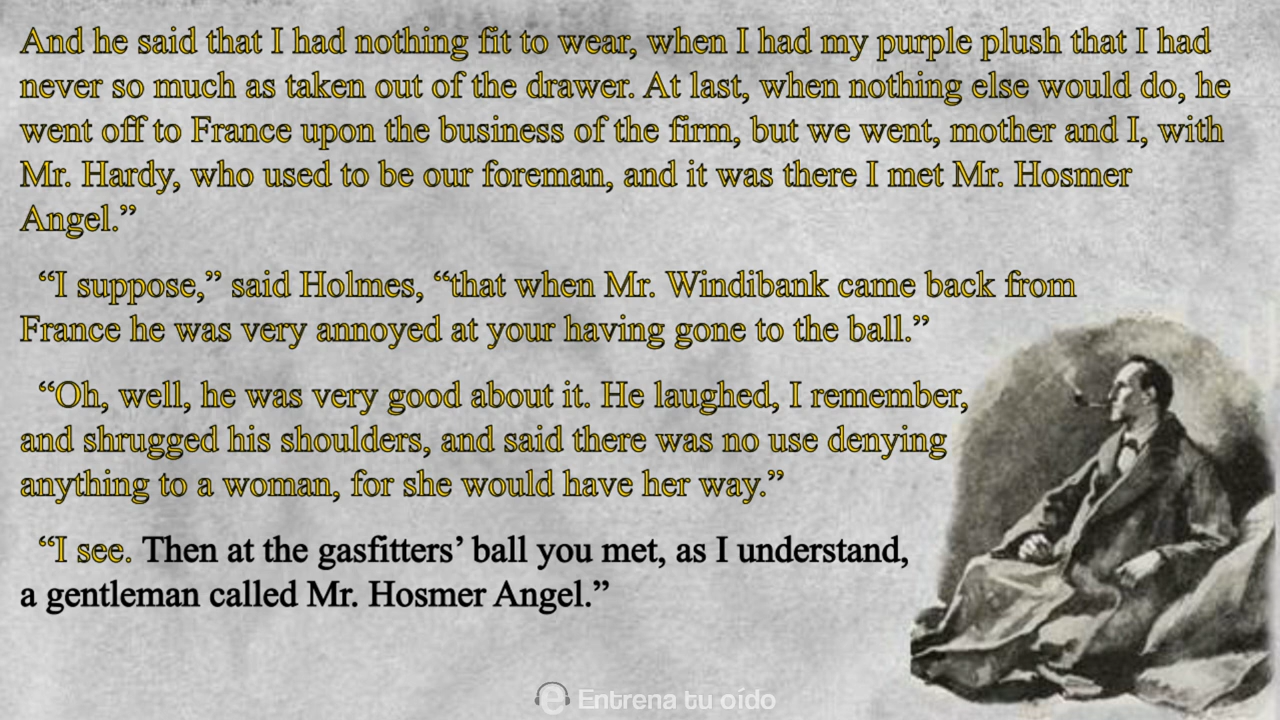 And he said that I had nothing fit to wear, when I had my purple plush that I had
never so much as taken out of the drawer. At last, when nothing else would do, he
went off to France upon the business of the firm, but we went, mother and I, with
Mr. Hardy, who used to be our foreman, and it was there I met Mr. Hosmer
Angel.”
“I suppose,” said Holmes, “that when Mr. Windibank came back from
France he was very annoyed at your having gone to the ball.”
“Oh, well, he was very good about it. He laughed, I remember,
and shrugged his shoulders, and said there was no use denying
anything to a woman, for she would have her way.”
“I see. Then at the gasfitters’ ball you met, as I understand,
a gentleman called Mr. Hosmer Angel.”
e Entrena tu oído